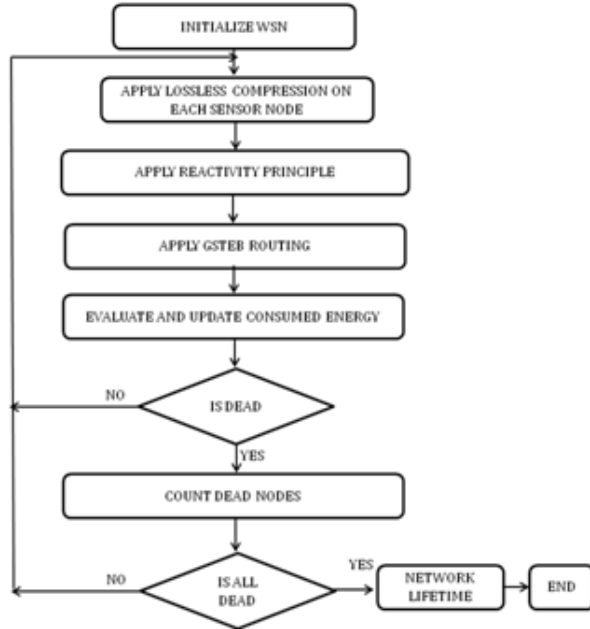 INITIALIZE WSN
APPLY LOSSLESS COMPRESSION ON
EACH SENSOR NODE
APPLY REACTIVITY PRINCIPLE
APPLY GSTEB ROUTING
EVALUATE AND UPDATE CONSUMED ENERGY
NO
IS DEAD
YES
COUNT DEAD NODES
NO
IS ALL
DEAD
YES
NETWORK
LIFETIME
END